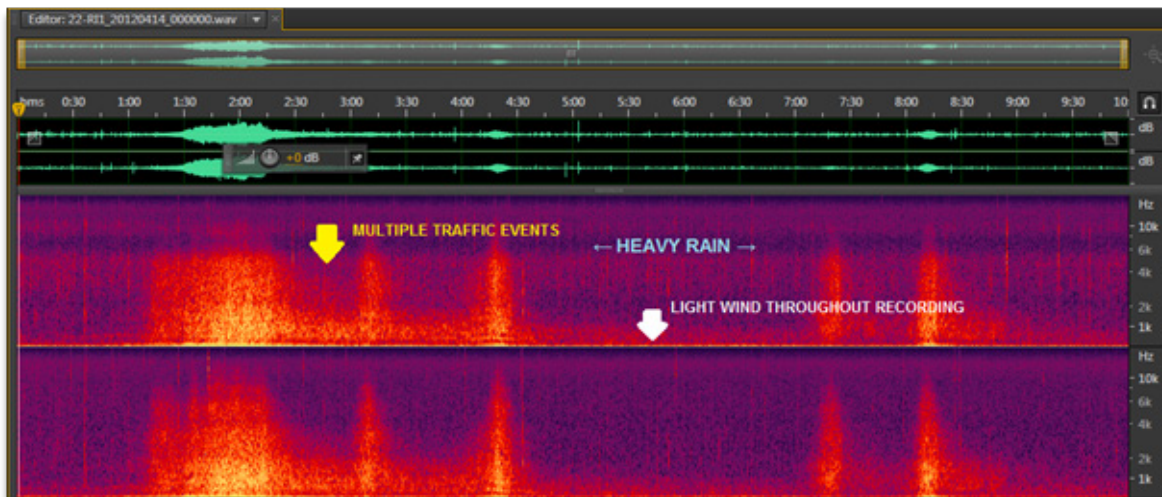 Editor: 22-RI1_20120414_000000.wav
hms 0:30 1:00 1:30 2:00 2:30 3:00 3:30 4:00 4:30 5:00 5:30 6:00 6:30 7:00 7:30 8:00 8:30 9:00 9:30 10
dB
+0 dB
dB
Hz
MULTIPLE TRAFFIC EVENTS
10k
← HEAVY RAIN →
6k
4k
LIGHT WIND THROUGHOUT RECORDING
2k
1k
Hz
10k
6k
4k
2k
1k